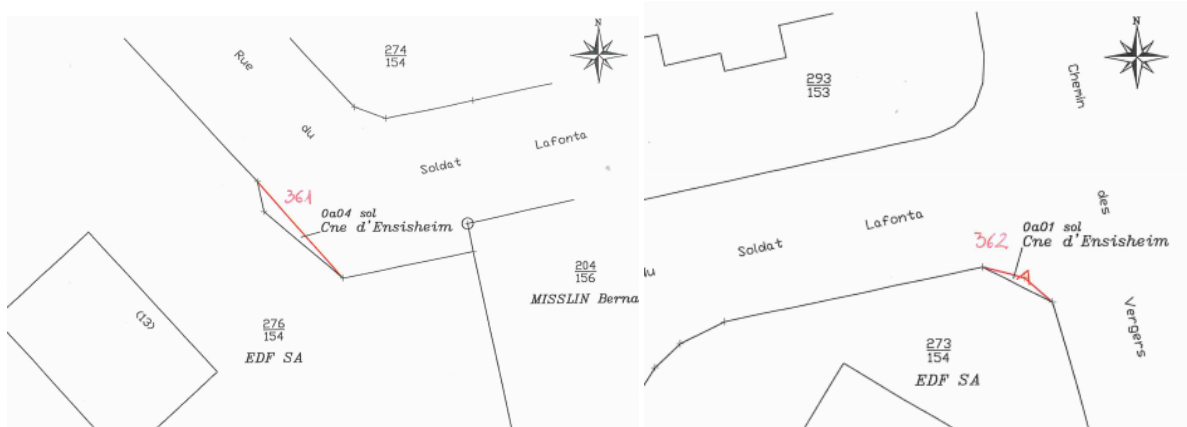 N
274
154
Rue
du
Soldat
Lafonta
361
0a04 sol
Cne d'Ensisheim
204
156
MISSLIN Berna
(13)
276
154
EDF SA
N
293
153
Chemin
des
Vergers
Lafonta
Soldat
du
362
0a01 sol
Cne d'Ensisheim
273
154
EDF SA